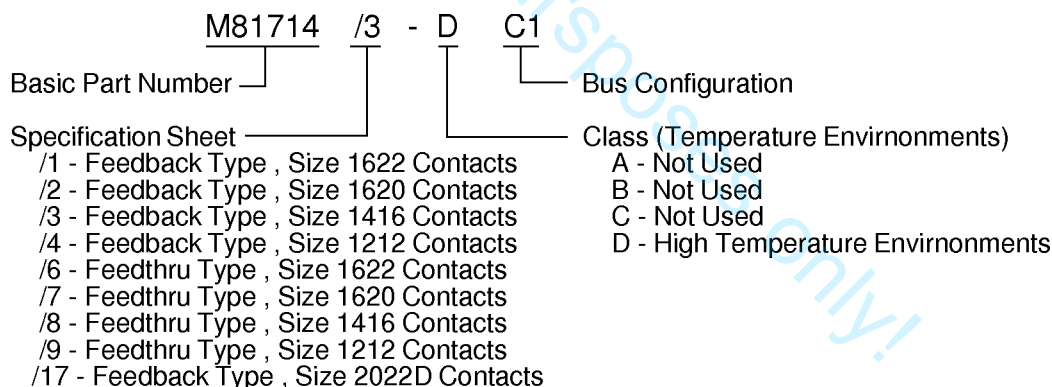 M81714 /3 - D C1
Basic Part Number
Bus Configuration
Specification Sheet
/1 - Feedback Type , Size 1622 Contacts
/2 - Feedback Type , Size 1620 Contacts
/3 - Feedback Type , Size 1416 Contacts
/4 - Feedback Type , Size 1212 Contacts
/6 - Feedthru Type , Size 1622 Contacts
/7 - Feedthru Type , Size 1620 Contacts
/8 - Feedthru Type , Size 1416 Contacts
/9 - Feedthru Type , Size 1212 Contacts
/17 - Feedback Type , Size 2022D Contacts
Class (Temperature Envirnonments)
A - Not Used
B - Not Used
C - Not Used
D - High Temperature Envirnonments
only!